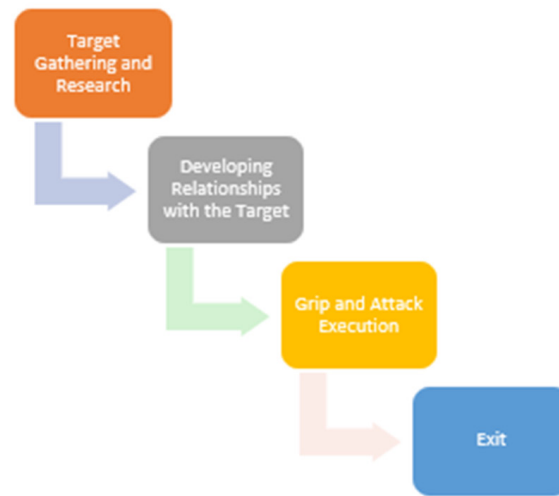 Target
Gathering and
Research
Developing
Relationships
with the Target
Grip and Attack
Execution
Exit